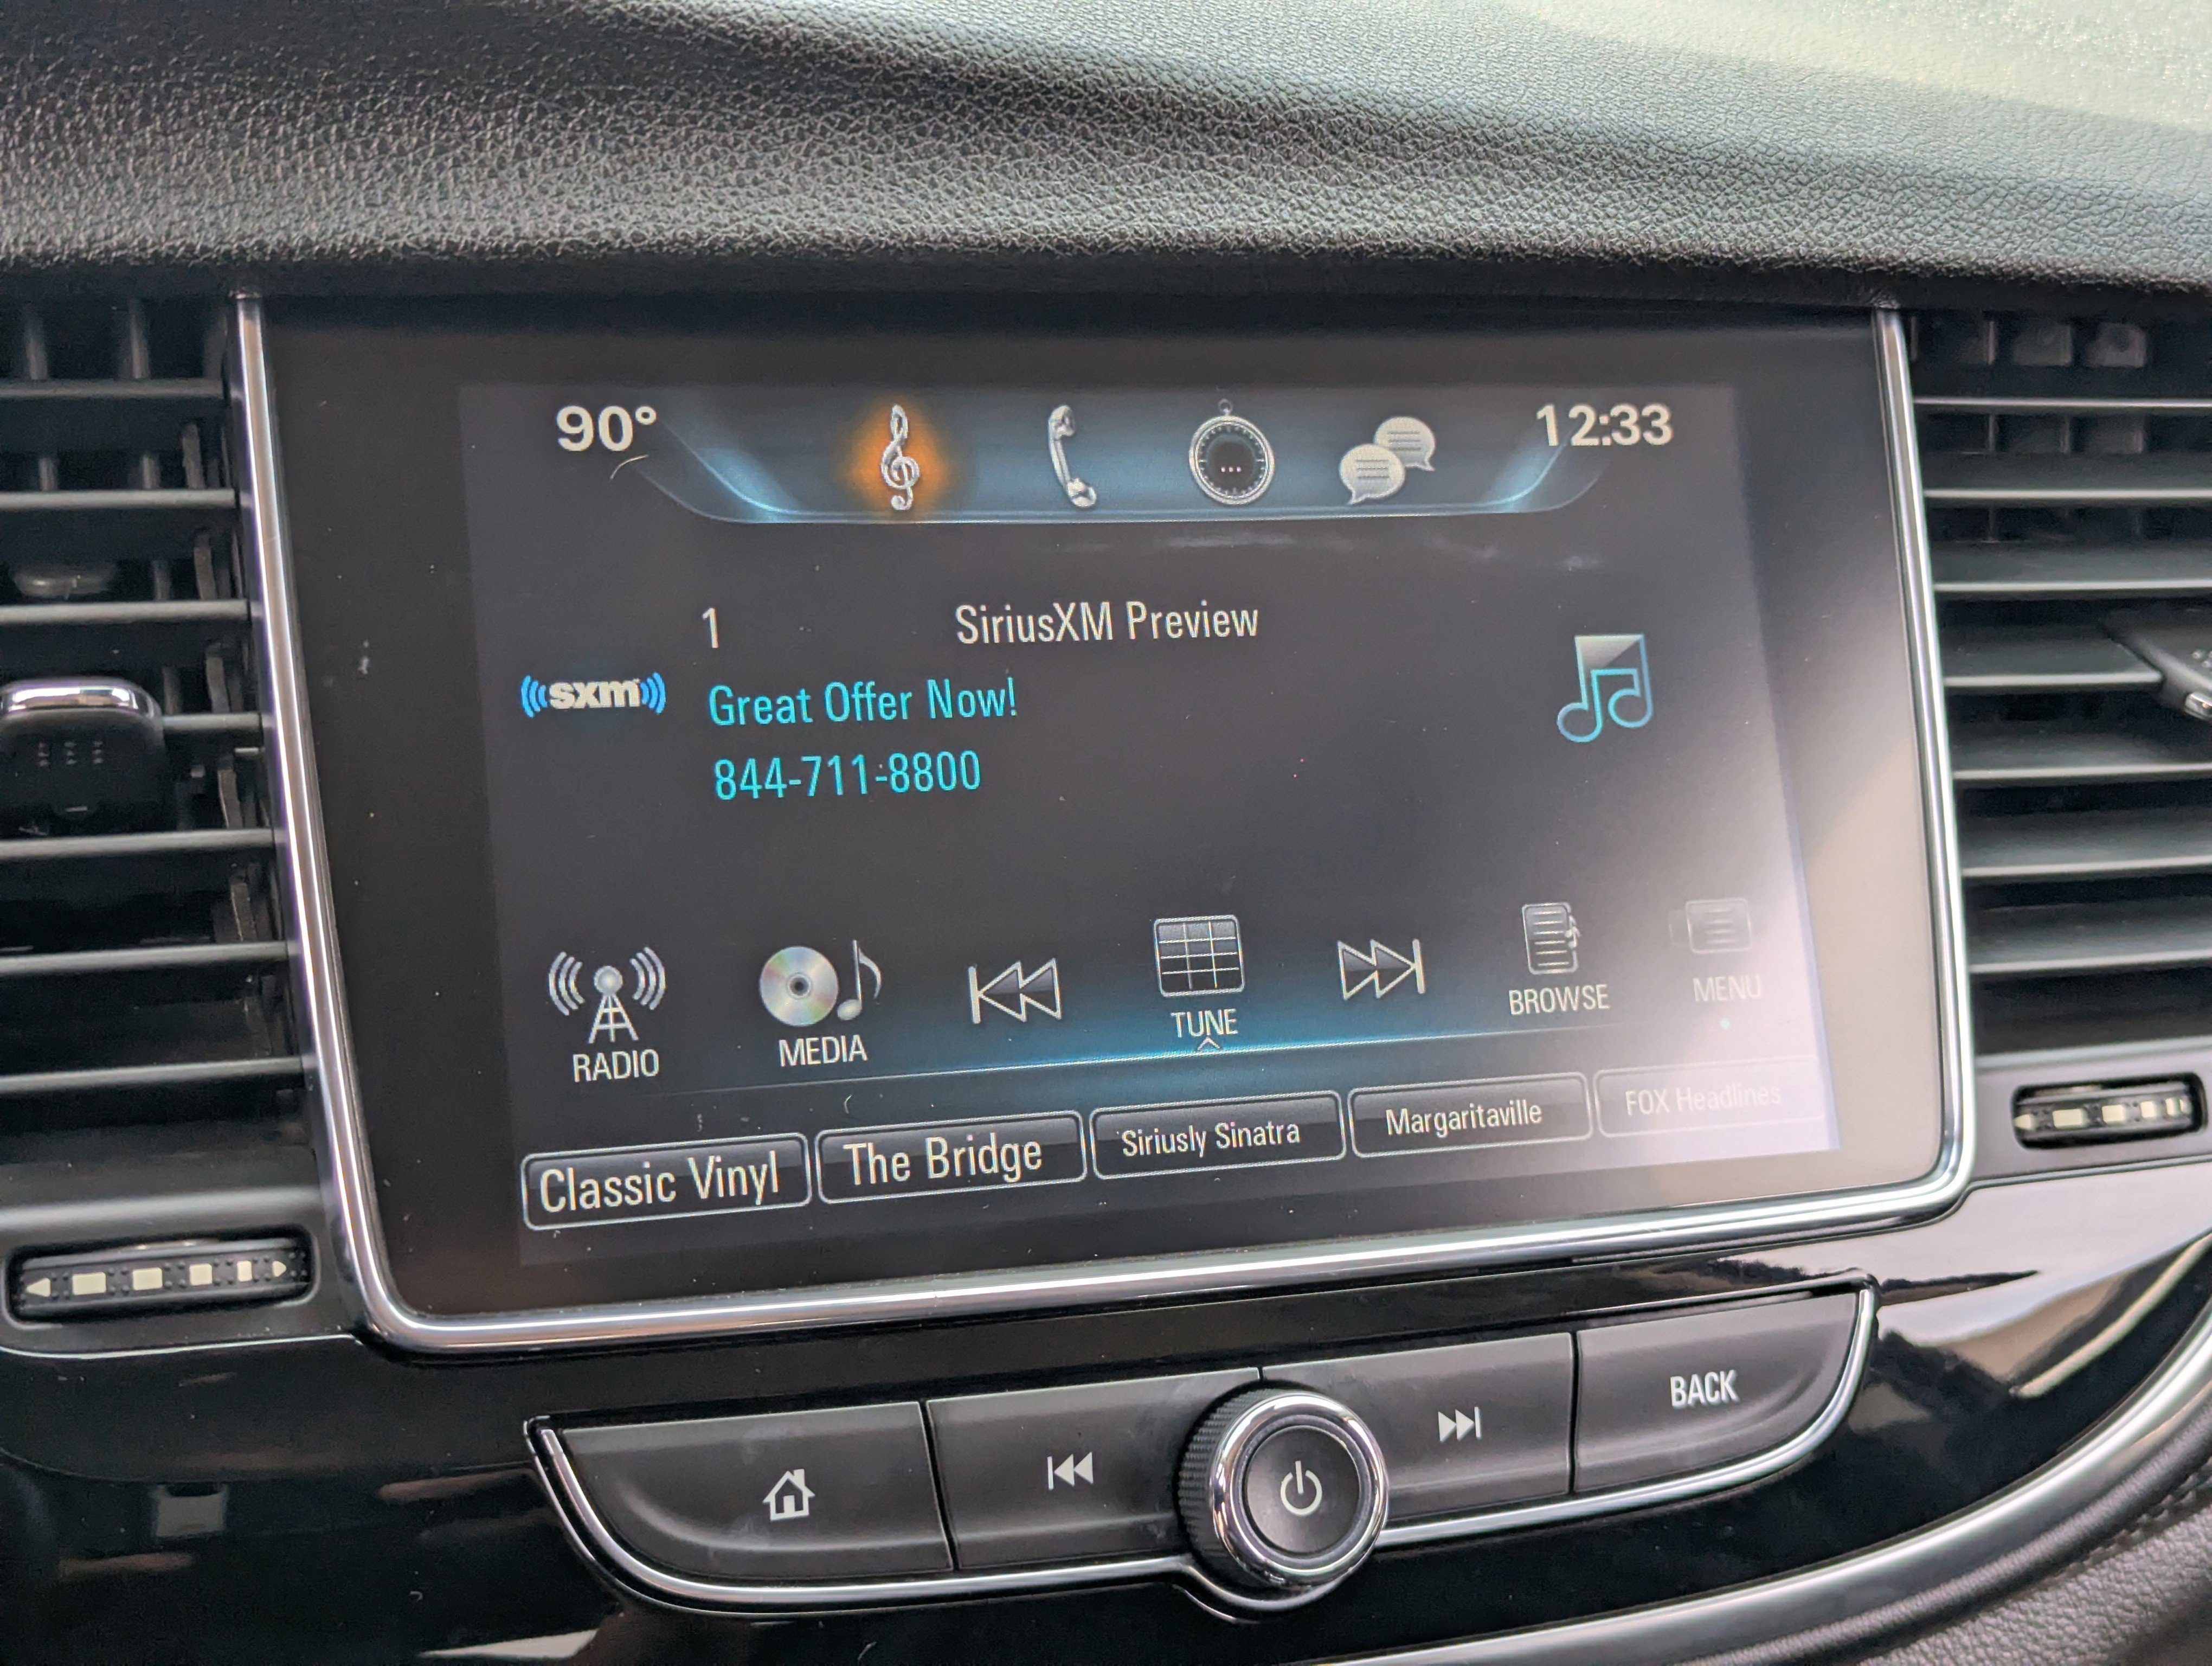 90° 12:33
1 SiriusXM Preview
sxm
Great Offer Now!
844-711-8800
RADIO MEDIA TUNE BROWSE MENU
Classic Vinyl The Bridge Siriusly Sinatra Margaritaville FOX Headlines
BACK